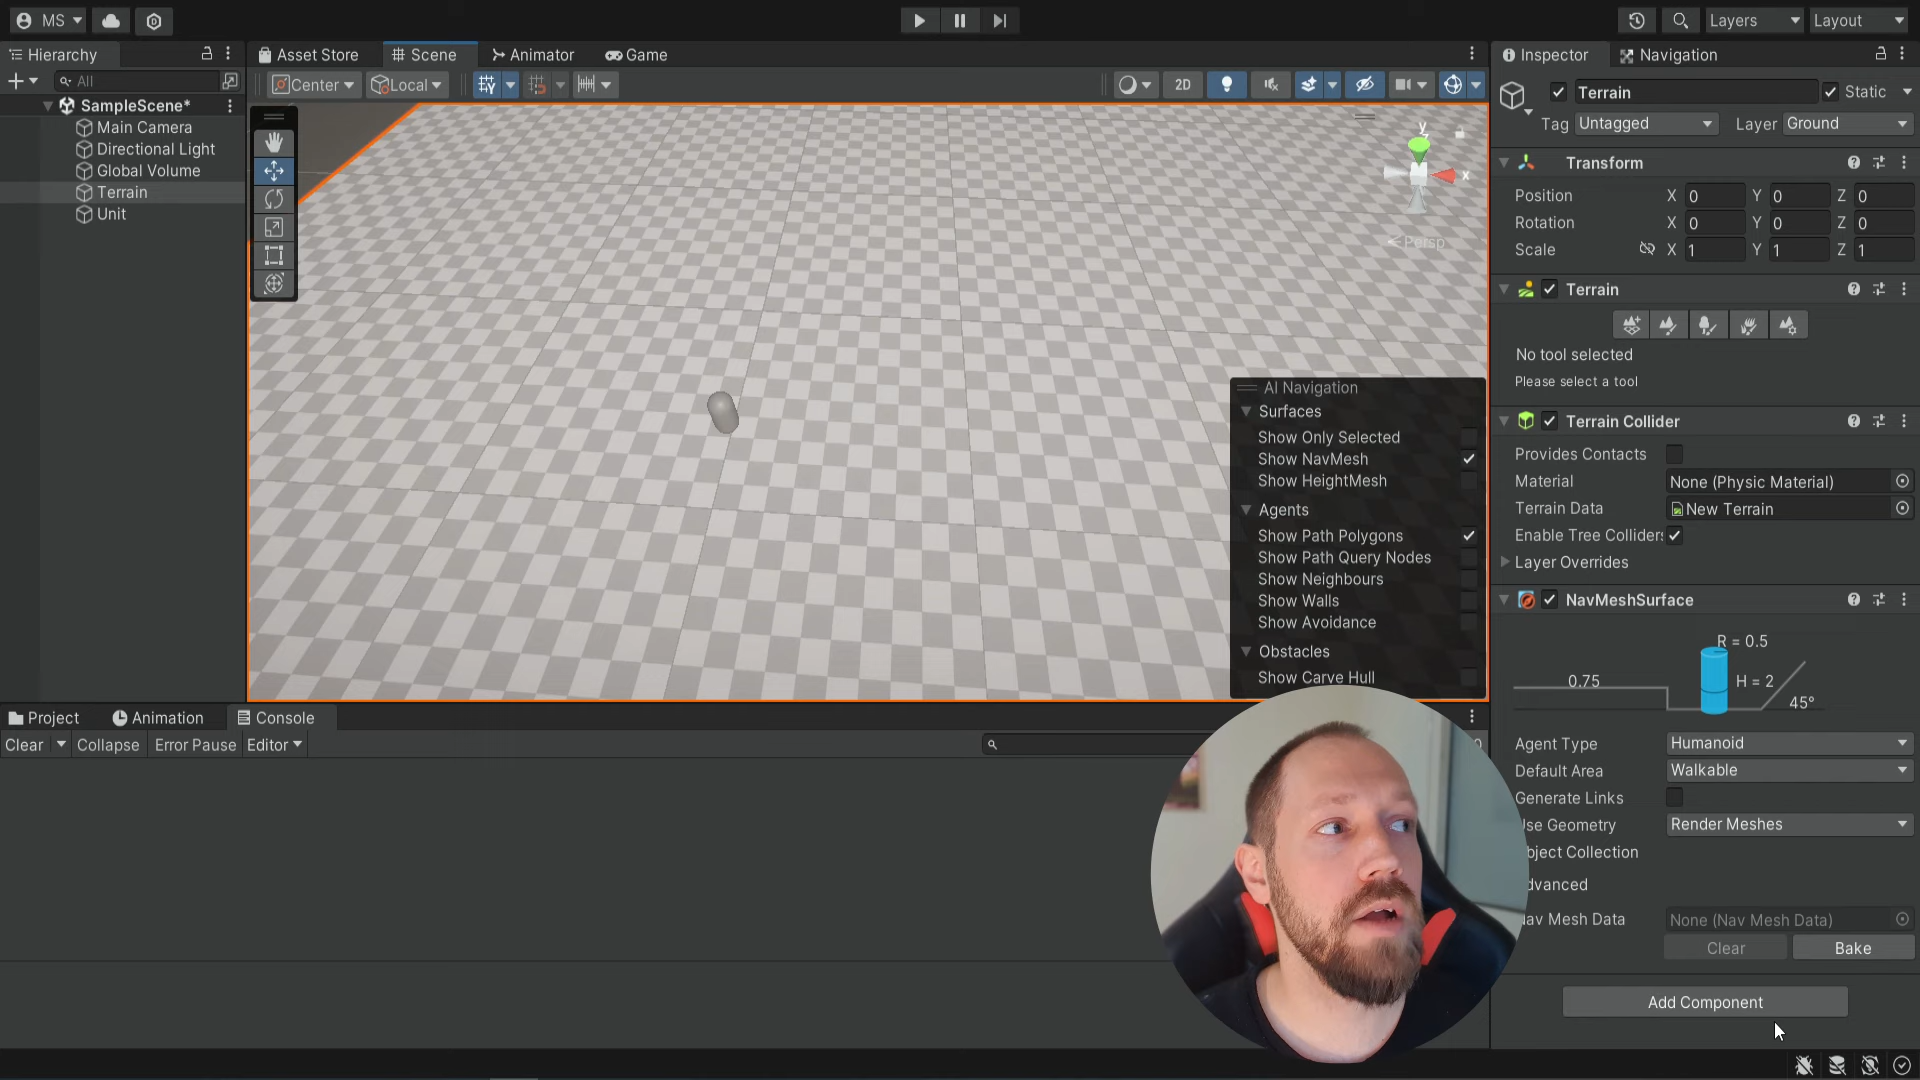 MS
Layers
Layout
Hierarchy
Asset Store
Scene
Animator
Game
Inspector
Navigation
All
Center
Local
2D
SampleScene*
Main Camera
Directional Light
Global Volume
Terrain
Unit
y
x
Persp
Terrain
Static
Tag Untagged
Layer Ground
Transform
Position X 0 Y 0 Z 0
Rotation X 0 Y 0 Z 0
Scale X 1 Y 1 Z 1
Terrain
No tool selected
Please select a tool
Terrain Collider
Provides Contacts
Material None (Physic Material)
Terrain Data New Terrain
Enable Tree Colliders
Layer Overrides
NavMeshSurface
R = 0.5
0.75
H = 2
45°
Agent Type Humanoid
Default Area Walkable
Generate Links
Use Geometry Render Meshes
bject Collection
dvanced
Nav Mesh Data None (Nav Mesh Data)
Clear Bake
Add Component
AI Navigation
Surfaces
Show Only Selected
Show NavMesh
Show HeightMesh
Agents
Show Path Polygons
Show Path Query Nodes
Show Neighbours
Show Walls
Show Avoidance
Obstacles
Show Carve Hull
Project
Animation
Console
Clear
Collapse
Error Pause
Editor